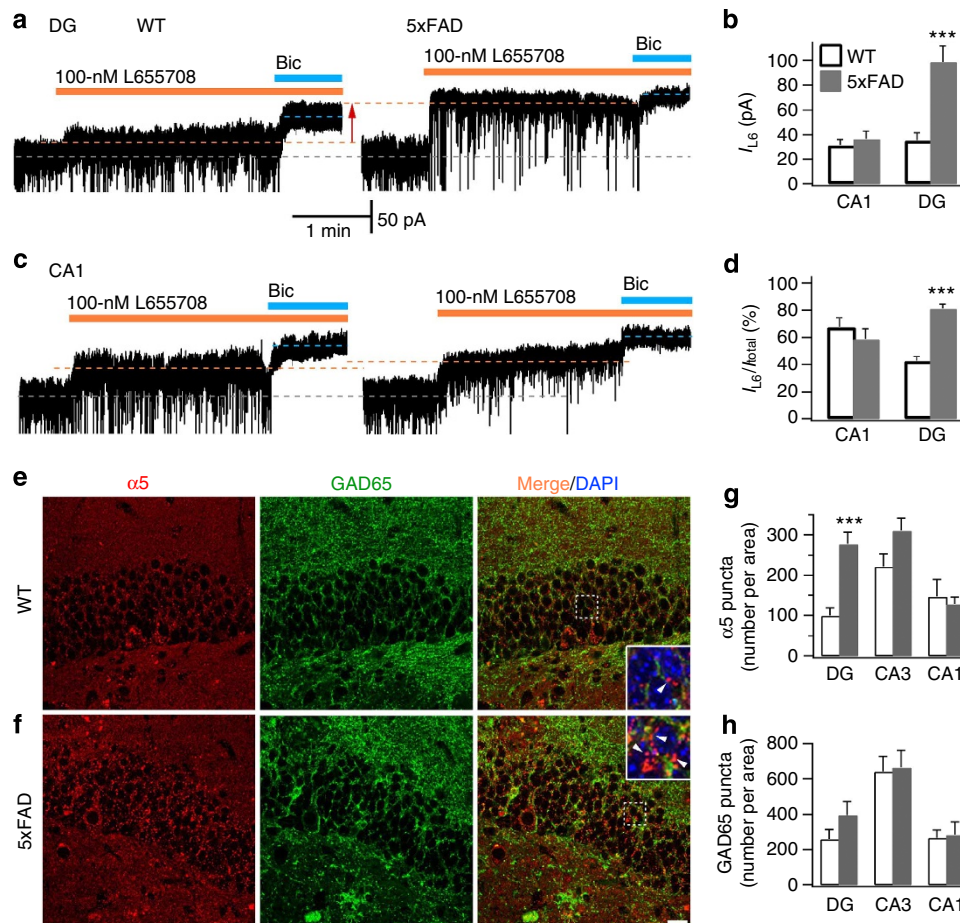 a
DG WT 5xFAD
Bic Bic
100-nM L655708 100-nM L655708
50 pA
1 min
b
***
WT
5xFAD
I_L6 (pA)
100
80
60
40
20
0
CA1 DG
c
CA1
Bic Bic
100-nM L655708 100-nM L655708
d
***
I_L6/I_total (%)
100
80
60
40
20
0
CA1 DG
e
α5 GAD65 Merge/DAPI
WT
f
5xFAD
g
***
α5 puncta
(number per area)
300
200
100
0
DG CA3 CA1
h
GAD65 puncta
(number per area)
800
600
400
200
0
DG CA3 CA1